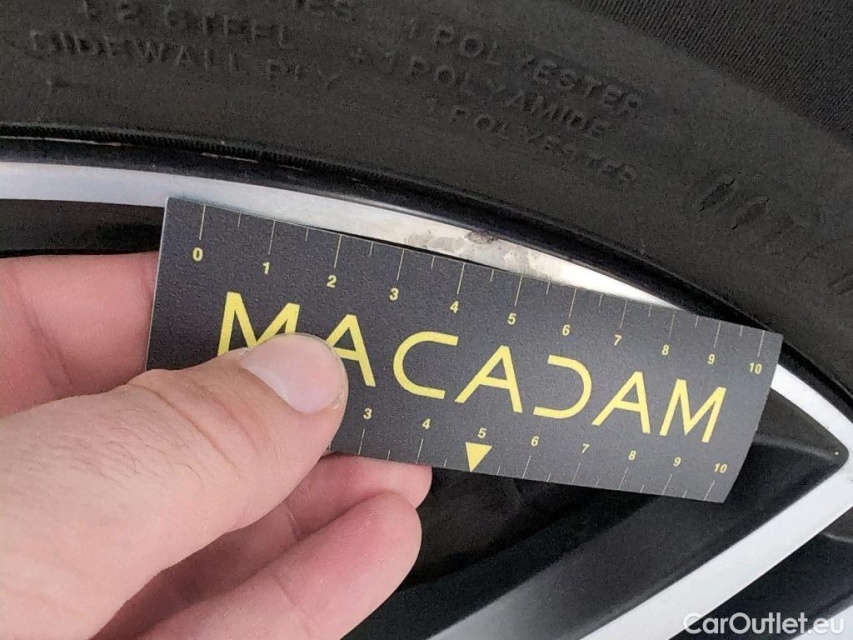 1 POLYESTER
+ 2 STEEL + 1 POLYAMIDE
SIDEWALL PLY 1 POLYESTER
0 1 2 3 4 5 6 7 8 9 10
MACADAM
3 4 5 6 7 8 9 10
CarOutlet.eu